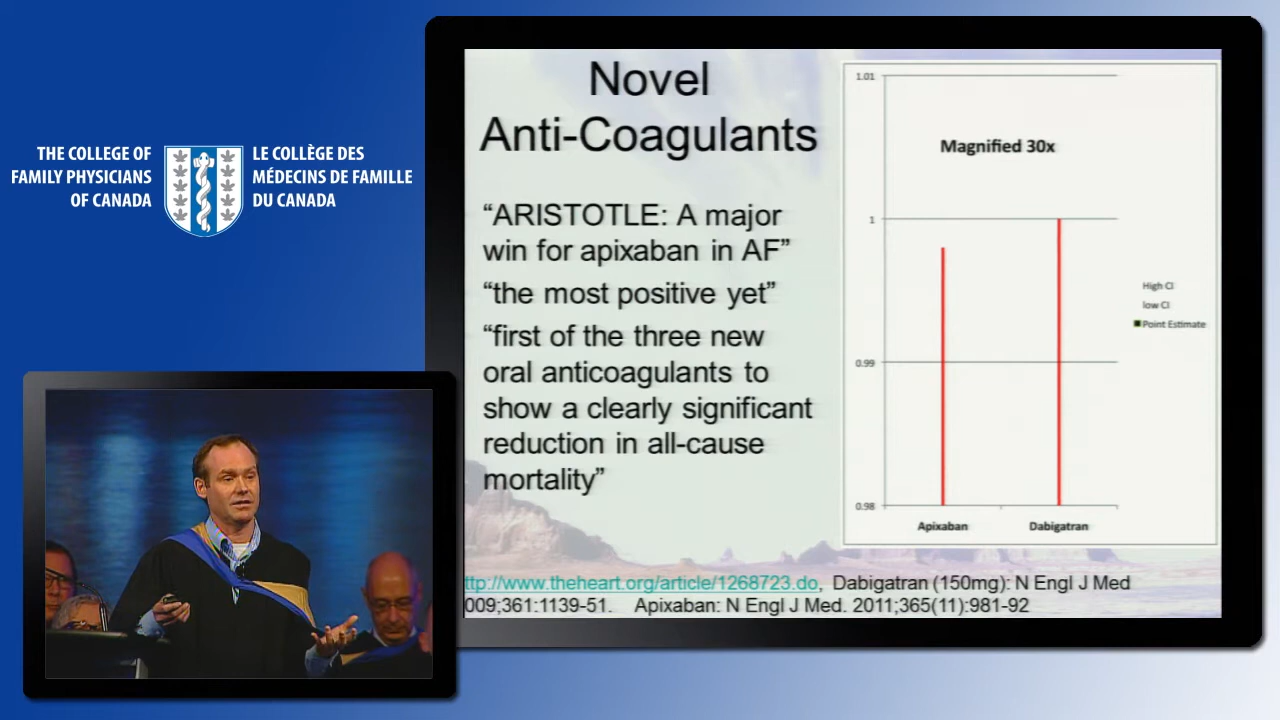 THE COLLEGE OF
FAMILY PHYSICIANS
OF CANADA
LE COLLÈGE DES
MÉDECINS DE FAMILLE
DU CANADA
Novel
Anti-Coagulants
“ARISTOTLE: A major
win for apixaban in AF”
“the most positive yet”
“first of the three new
oral anticoagulants to
show a clearly significant
reduction in all-cause
mortality”
1.01
Magnified 30x
1
0.99
0.98
Apixaban
Dabigatran
High CI
low CI
Point Estimate
ttp://www.theheart.org/article/1268723.do, Dabigatran (150mg): N Engl J Med
009;361:1139-51. Apixaban: N Engl J Med. 2011;365(11):981-92